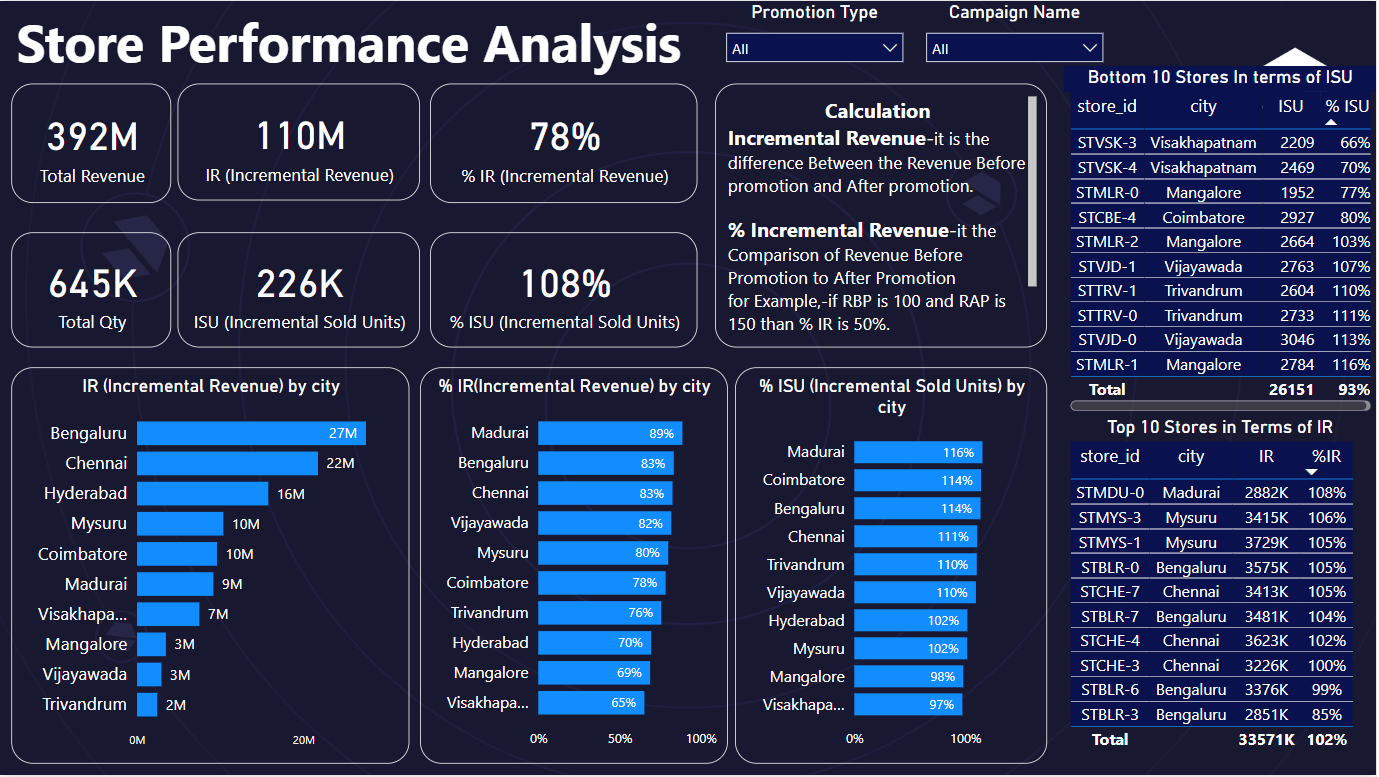 Store Performance Analysis
Promotion Type
All
Campaign Name
All
392M
Total Revenue
110M
IR (Incremental Revenue)
78%
% IR (Incremental Revenue)
645K
Total Qty
226K
ISU (Incremental Sold Units)
108%
% ISU (Incremental Sold Units)
Calculation
Incremental Revenue-it is the
difference Between the Revenue Before
promotion and After promotion.
% Incremental Revenue-it the
Comparison of Revenue Before
Promotion to After Promotion
for Example,-if RBP is 100 and RAP is
150 than % IR is 50%.
Bottom 10 Stores In terms of ISU
store_id city ISU % ISU
STVSK-3 Visakhapatnam 2209 66%
STVSK-4 Visakhapatnam 2469 70%
STMLR-0 Mangalore 1952 77%
STCBE-4 Coimbatore 2927 80%
STMLR-2 Mangalore 2664 103%
STVJD-1 Vijayawada 2763 107%
STTRV-1 Trivandrum 2604 110%
STTRV-0 Trivandrum 2733 111%
STVJD-0 Vijayawada 3046 113%
STMLR-1 Mangalore 2784 116%
Total 26151 93%
IR (Incremental Revenue) by city
Bengaluru 27M
Chennai 22M
Hyderabad 16M
Mysuru 10M
Coimbatore 10M
Madurai 9M
Visakhapa... 7M
Mangalore 3M
Vijayawada 3M
Trivandrum 2M
0M 20M
% IR(Incremental Revenue) by city
Madurai 89%
Bengaluru 83%
Chennai 83%
Vijayawada 82%
Mysuru 80%
Coimbatore 78%
Trivandrum 76%
Hyderabad 70%
Mangalore 69%
Visakhapa... 65%
0% 50% 100%
% ISU (Incremental Sold Units) by
city
Madurai 116%
Coimbatore 114%
Bengaluru 114%
Chennai 111%
Trivandrum 110%
Vijayawada 110%
Hyderabad 102%
Mysuru 102%
Mangalore 98%
Visakhapa... 97%
0% 100%
Top 10 Stores in Terms of IR
store_id city IR %IR
STMDU-0 Madurai 2882K 108%
STMYS-3 Mysuru 3415K 106%
STMYS-1 Mysuru 3729K 105%
STBLR-0 Bengaluru 3575K 105%
STCHE-7 Chennai 3413K 105%
STBLR-7 Bengaluru 3481K 104%
STCHE-4 Chennai 3623K 102%
STCHE-3 Chennai 3226K 100%
STBLR-6 Bengaluru 3376K 99%
STBLR-3 Bengaluru 2851K 85%
Total 33571K 102%